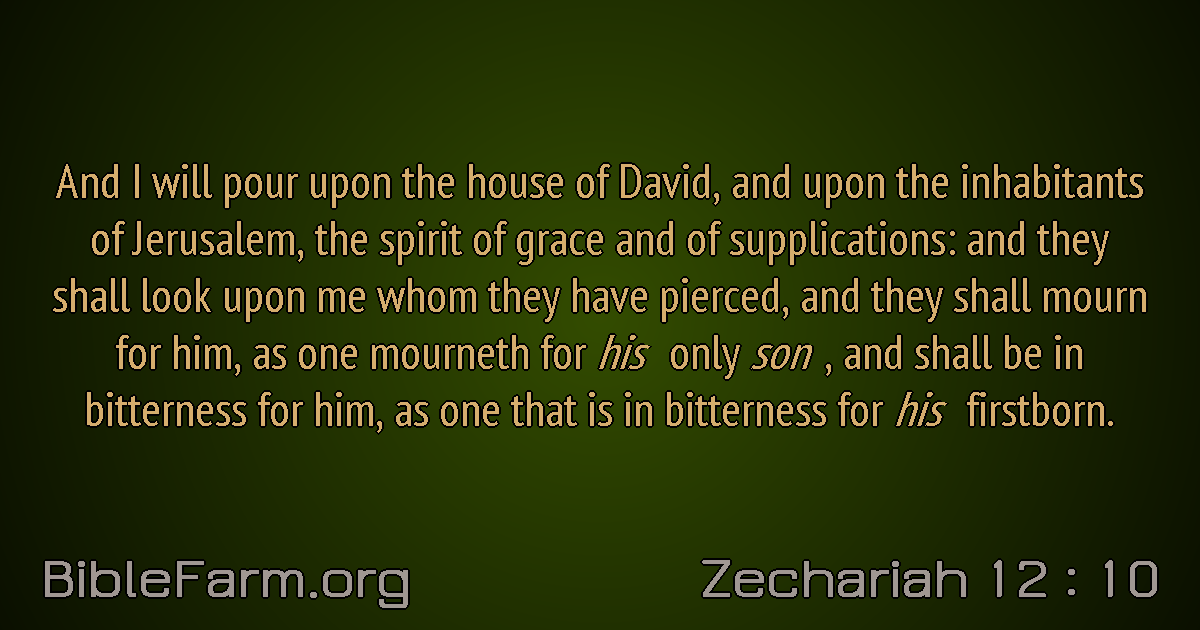 And I will pour upon the house of David, and upon the inhabitants
of Jerusalem, the spirit of grace and of supplications: and they
shall look upon me whom they have pierced, and they shall mourn
for him, as one mourneth for his only son , and shall be in
bitterness for him, as one that is in bitterness for his firstborn.
BibleFarm.org
Zechariah 12 : 10